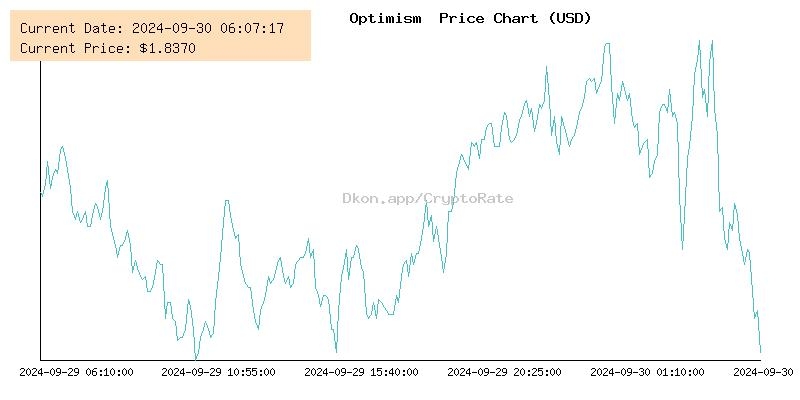 Optimism  Price Chart (USD)
Current Date: 2024-09-30 06:07:17
Current Price: $1.8370
Dkon.app/CryptoRate
2024-09-29 06:10:00 2024-09-29 10:55:00 2024-09-29 15:40:00 2024-09-29 20:25:00 2024-09-30 01:10:00 2024-09-30